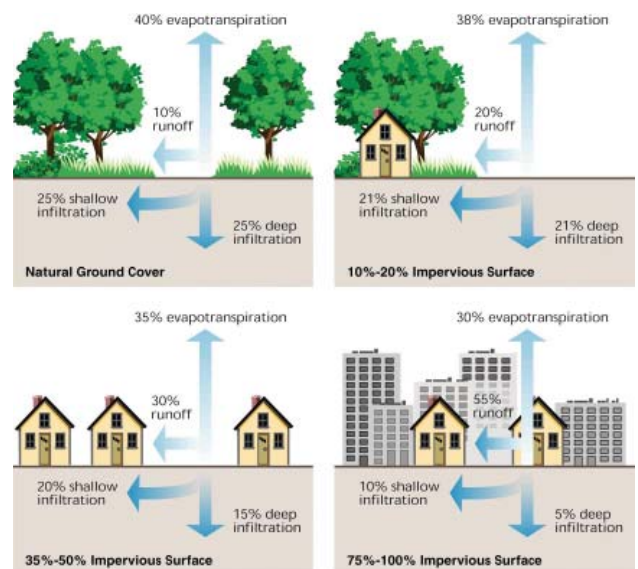 40% evapotranspiration
10%
runoff
25% shallow
infiltration
25% deep
infiltration
Natural Ground Cover
38% evapotranspiration
20%
runoff
21% shallow
infiltration
21% deep
infiltration
10%-20% Impervious Surface
35% evapotranspiration
30%
runoff
20% shallow
infiltration
15% deep
infiltration
35%-50% Impervious Surface
30% evapotranspiration
55%
runoff
10% shallow
infiltration
5% deep
infiltration
75%-100% Impervious Surface